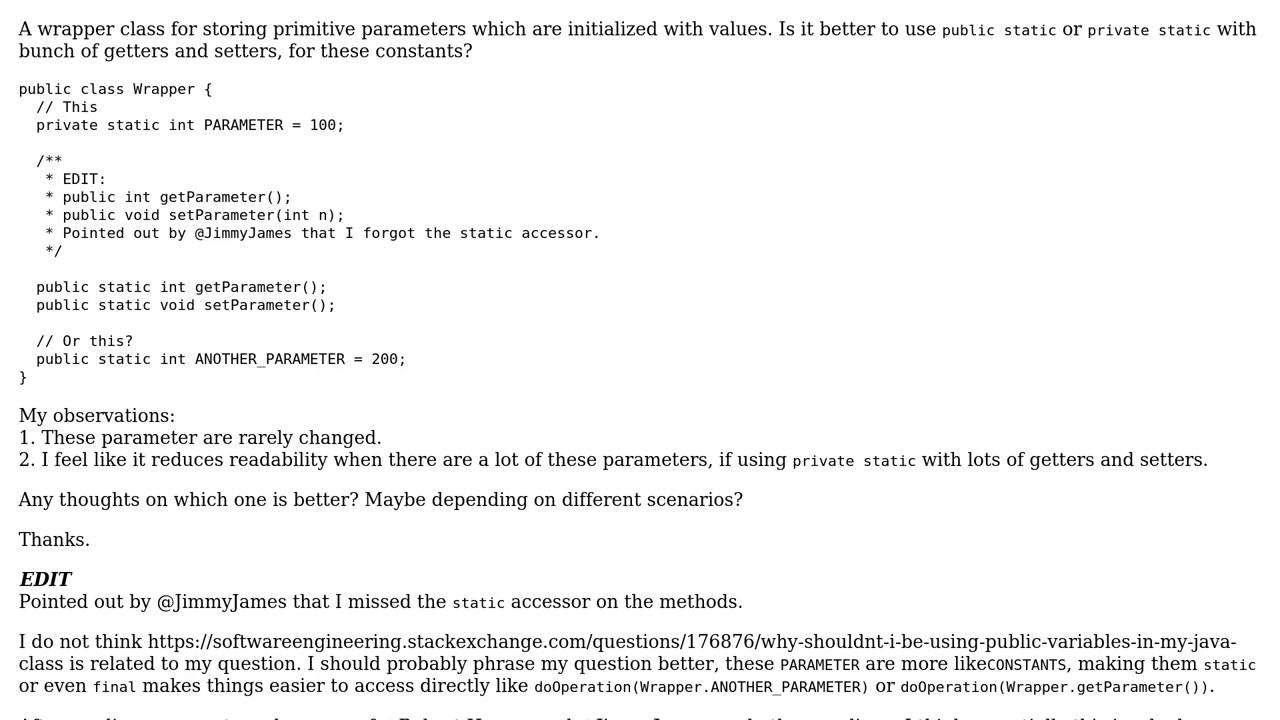 A wrapper class for storing primitive parameters which are initialized with values. Is it better to use public static or private static with
bunch of getters and setters, for these constants?
public class Wrapper {
  // This
  private static int PARAMETER = 100;
  /**
   * EDIT:
   * public int getParameter();
   * public void setParameter(int n);
   * Pointed out by @JimmyJames that I forgot the static accessor.
   */
  public static int getParameter();
  public static void setParameter();
  // Or this?
  public static int ANOTHER_PARAMETER = 200;
}
My observations:
1. These parameter are rarely changed.
2. I feel like it reduces readability when there are a lot of these parameters, if using private static with lots of getters and setters.
Any thoughts on which one is better? Maybe depending on different scenarios?
Thanks.
EDIT
Pointed out by @JimmyJames that I missed the static accessor on the methods.
I do not think https://softwareengineering.stackexchange.com/questions/176876/why-shouldnt-i-be-using-public-variables-in-my-java-
class is related to my question. I should probably phrase my question better, these PARAMETER are more likeCONSTANTS, making them static
or even final makes things easier to access directly like doOperation(Wrapper.ANOTHER_PARAMETER) or doOperation(Wrapper.getParameter()).